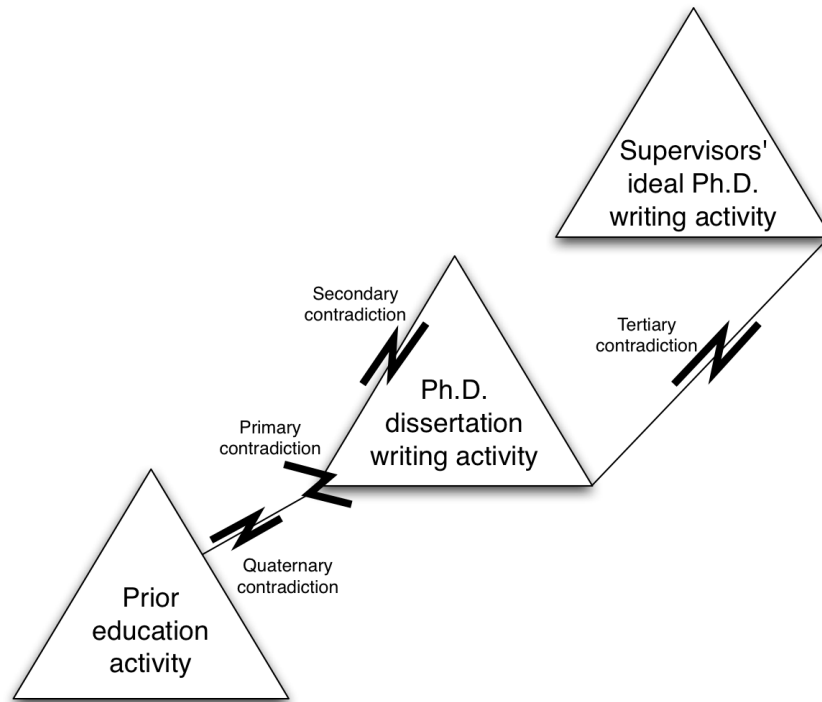 Supervisors'
ideal Ph.D.
writing activity
Secondary
contradiction
Tertiary
contradiction
Ph.D.
dissertation
writing activity
Primary
contradiction
Quaternary
contradiction
Prior
education
activity